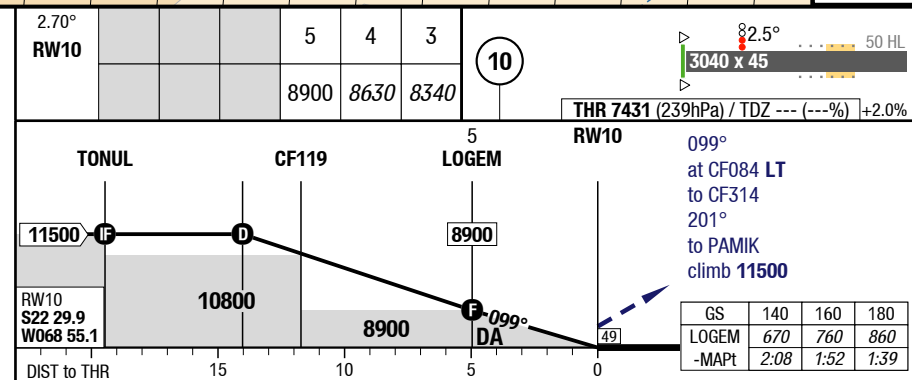 2.70°
RW10
5 4 3
8900 8630 8340
10
2.5°
50 HL
3040 x 45
THR 7431 (239hPa) / TDZ --- (---%) +2.0%
5
TONUL CF119 LOGEM RW10
099°
at CF084 LT
to CF314
201°
to PAMIK
climb 11500
11500 IF D 8900
RW10
S22 29.9
W068 55.1
10800
8900
F 099°
DA
49
GS 140 160 180
LOGEM 670 760 860
-MAPt 2:08 1:52 1:39
DIST to THR 15 10 5 0